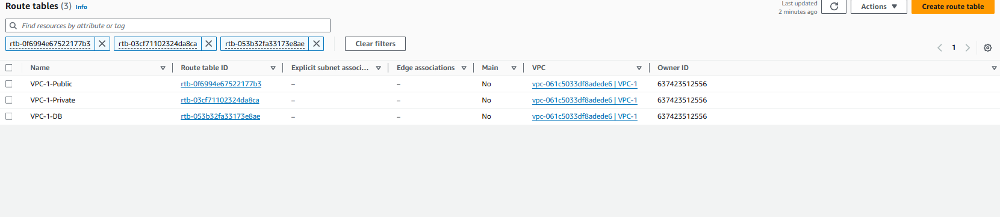 Route tables (3) Info
Last updated
2 minutes ago
Actions
Create route table
Find resources by attribute or tag
rtb-0f6994e67522177b3
rtb-03cf71102324da8ca
rtb-053b32fa33173e8ae
Clear filters
1
Name Route table ID Explicit subnet associ... Edge associations Main VPC Owner ID
VPC-1-Public rtb-0f6994e67522177b3 – – No vpc-061c5033df8adede6 | VPC-1 637423512556
VPC-1-Private rtb-03cf71102324da8ca – – No vpc-061c5033df8adede6 | VPC-1 637423512556
VPC-1-DB rtb-053b32fa33173e8ae – – No vpc-061c5033df8adede6 | VPC-1 637423512556